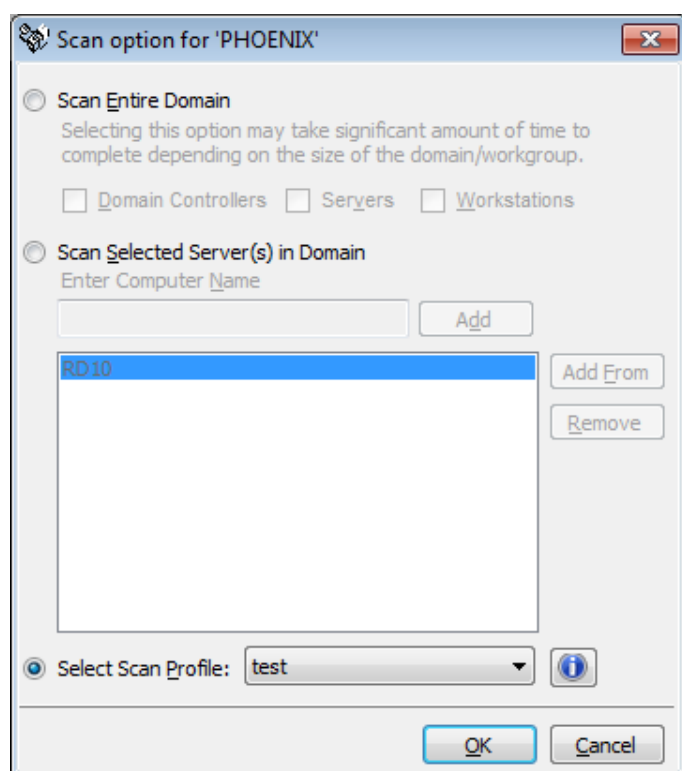 Scan option for 'PHOENIX'
Scan Entire Domain
Selecting this option may take significant amount of time to
complete depending on the size of the domain/workgroup.
Domain Controllers Servers Workstations
Scan Selected Server(s) in Domain
Enter Computer Name
Add
RD10
Add From
Remove
Select Scan Profile: test
OK Cancel